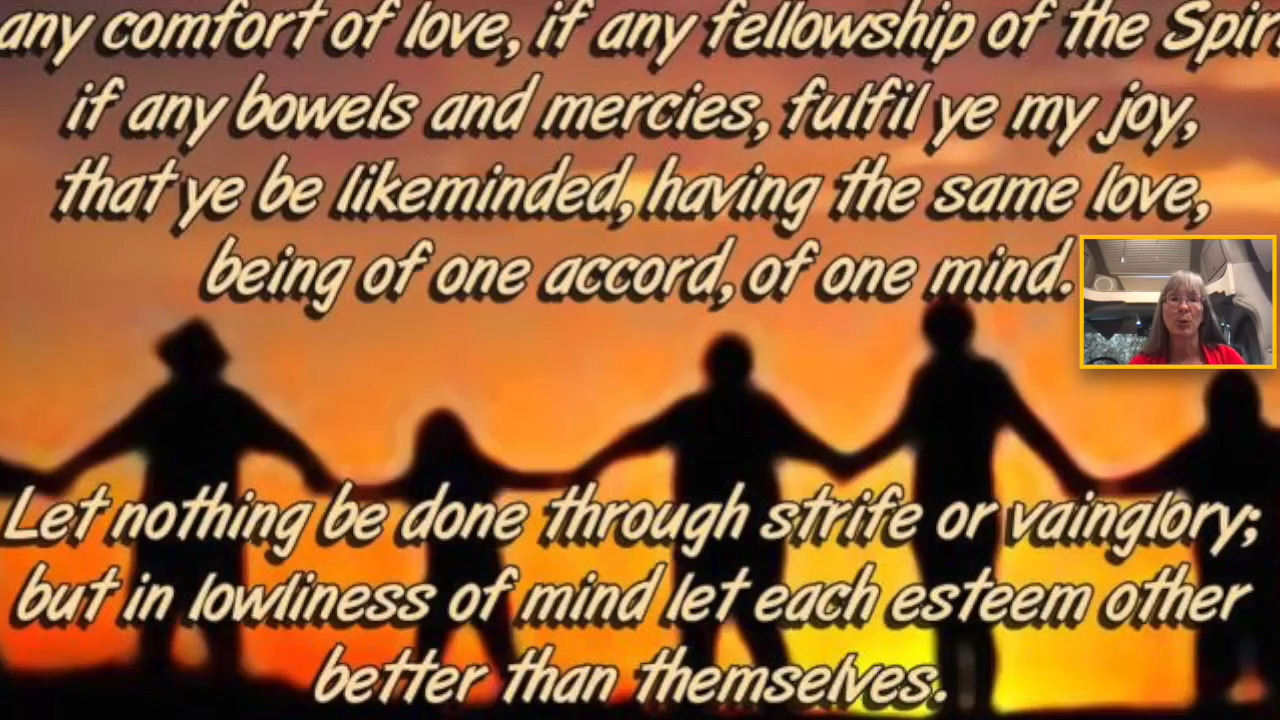 any comfort of love, if any fellowship of the
if any bowels and mercies, fulfil ye my joy,
that ye be likeminded, having the same love,
being of one accord, of one mind.
Let nothing be done through strife or vainglory;
but in lowliness of mind let each esteem other
better than themselves.